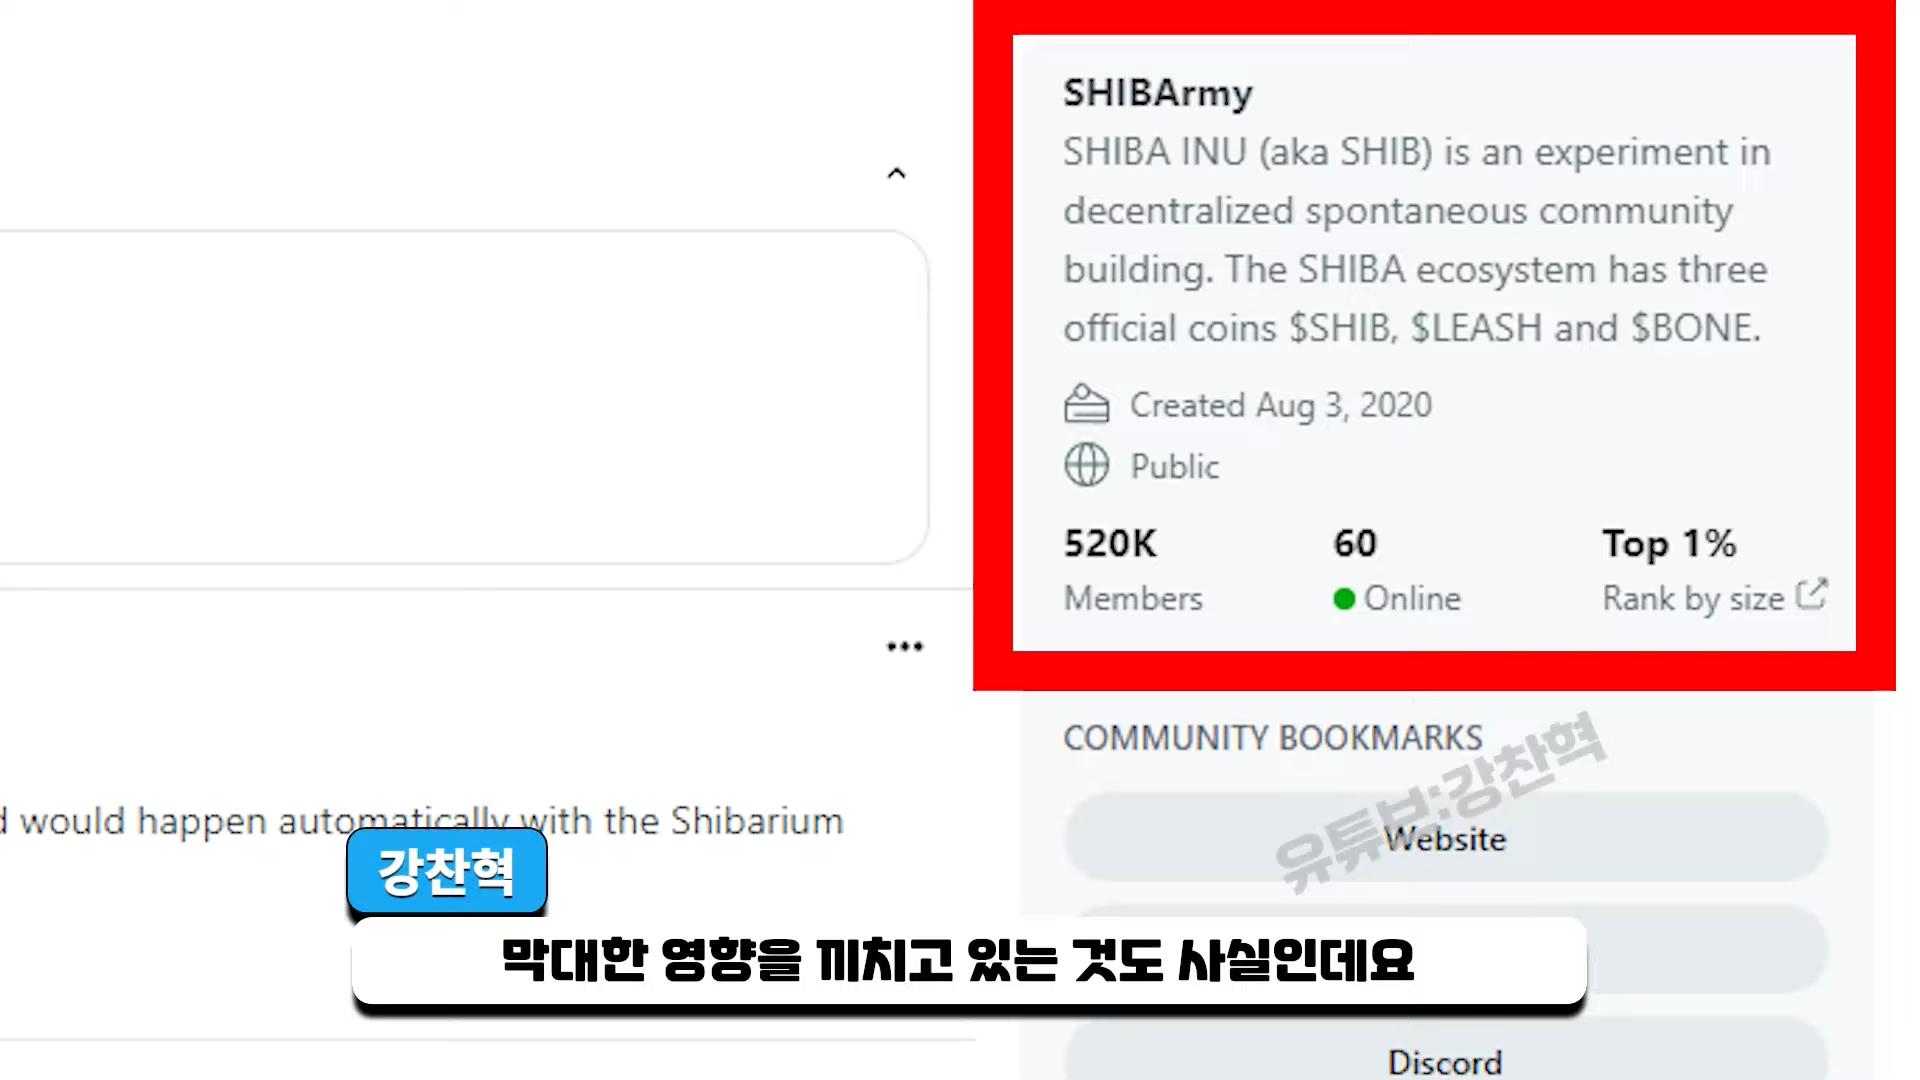 SHIBArmy
SHIBA INU (aka SHIB) is an experiment in
decentralized spontaneous community
building. The SHIBA ecosystem has three
official coins $SHIB, $LEASH and $BONE.
Created Aug 3, 2020
Public
520K 60 Top 1%
Members Online Rank by size
COMMUNITY BOOKMARKS
유튜브:강찬혁
Website
would happen automatically with the Shibarium
강찬혁
막대한 영향을 끼치고 있는 것도 사실인데요
Discord